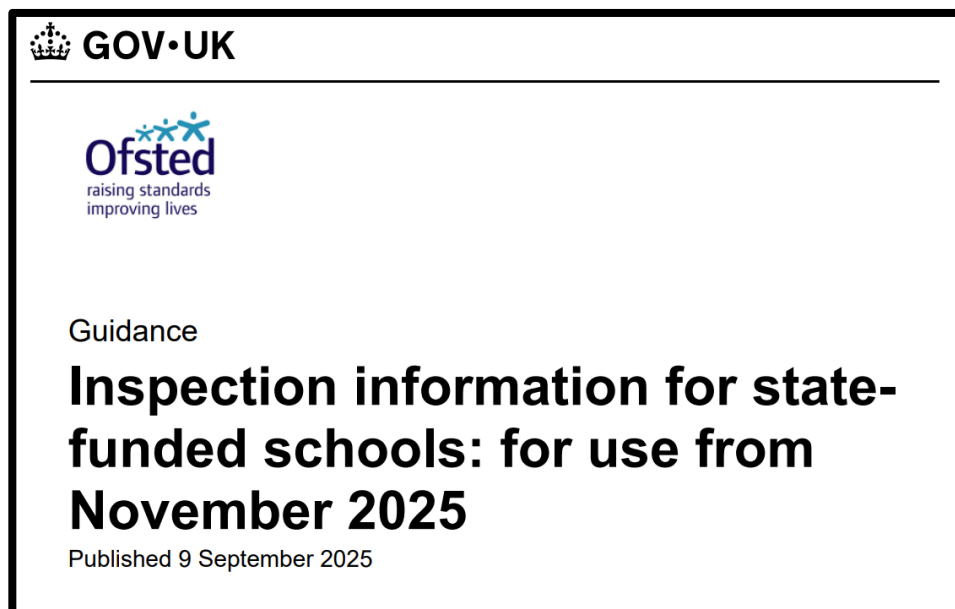 GOV•UK
Ofsted
raising standards
improving lives
Guidance
Inspection information for state-
funded schools: for use from
November 2025
Published 9 September 2025